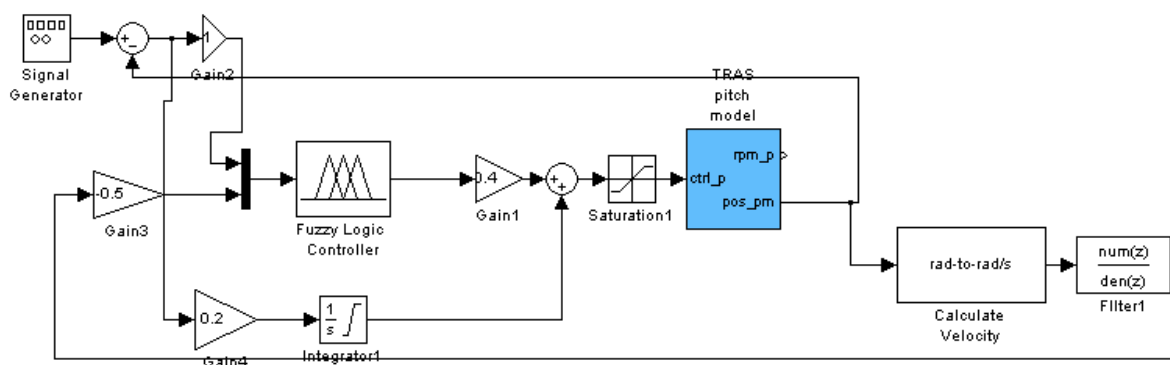 Signal
Generator
+
−
1
Gain2
TRAS
pitch
model
-0.5
Gain3
Fuzzy Logic
Controller
0.4
Gain1
+
+
Saturation1
ctrl_p
rpm_p
pos_pm
rad-to-rad/s
Calculate
Velocity
num(z)
den(z)
FIlter1
0.2
Gain4
1
s
Integrator1